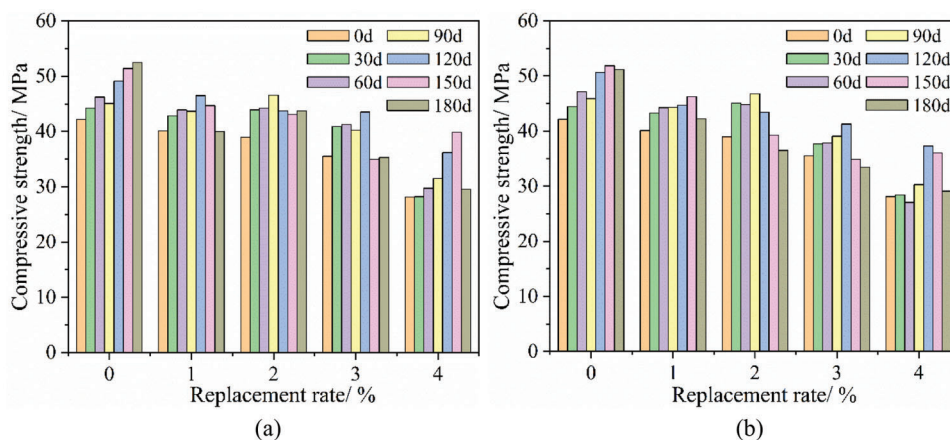 60
50
40
30
20
10
0
Compressive strength/ MPa
0d 90d
30d 120d
60d 150d
180d
0 1 2 3 4
Replacement rate/ %
(a)
60
50
40
30
20
10
0
Compressive strength/ MPa
0d 90d
30d 120d
60d 150d
180d
0 1 2 3 4
Replacement rate/ %
(b)